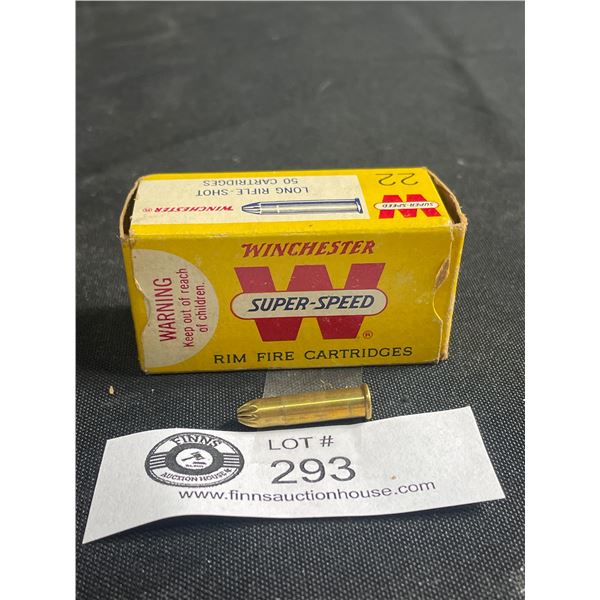 22
LONG RIFLE-SHOT
50 CARTRIDGES
WINCHESTER®
W
SUPER-SPEED
WINCHESTER
W
SUPER-SPEED
®
RIM FIRE CARTRIDGES
WARNING
Keep out of reach
of children.
FINNS
AUCTION HOUSE
LOT #
293
www.finnsauctionhouse.com